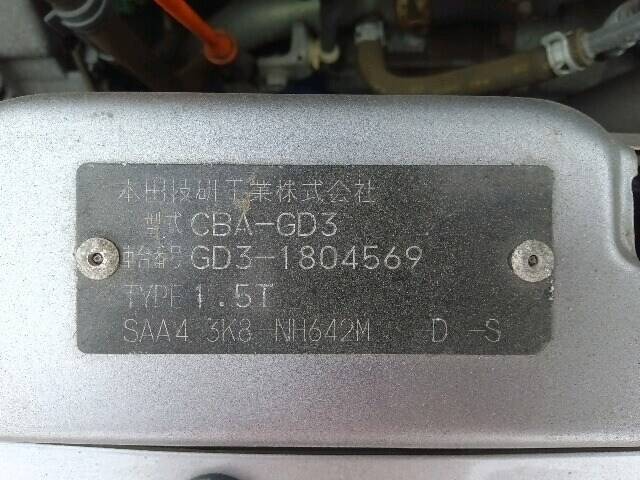 本田技研工業株式会社
型式 CBA-GD3
車台番号 GD3-1804569
TYPE 1.5T
SAA4 3K8 NH642M D -S